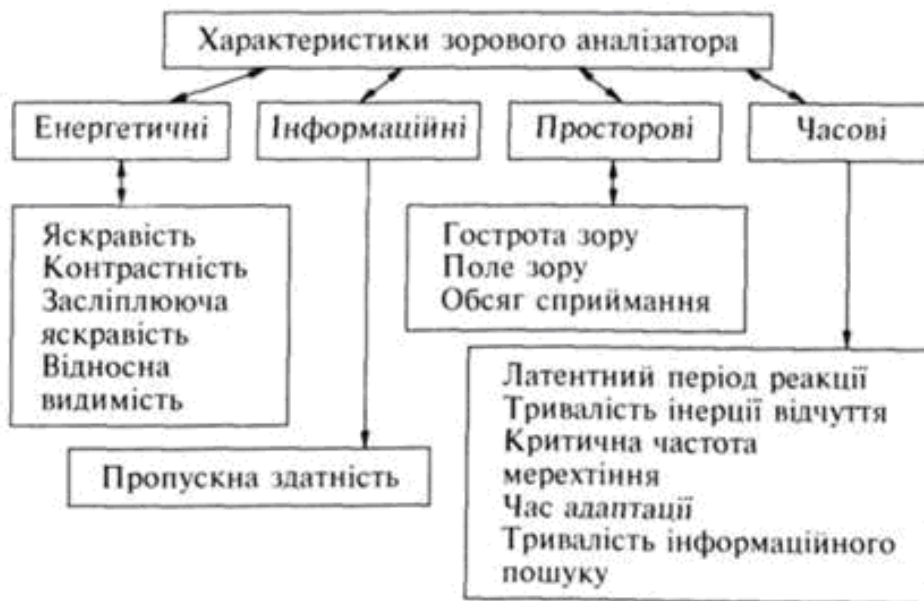 Характеристики зорового аналізатора
Енергетичні
Інформаційні
Просторові
Часові
Яскравість
Контрастність
Засліплююча
яскравість
Відносна
видимість
Гострота зору
Поле зору
Обсяг сприймання
Пропускна здатність
Латентний період реакції
Тривалість інерції відчуття
Критична частота
мерехтіння
Час адаптації
Тривалість інформаційного
пошуку